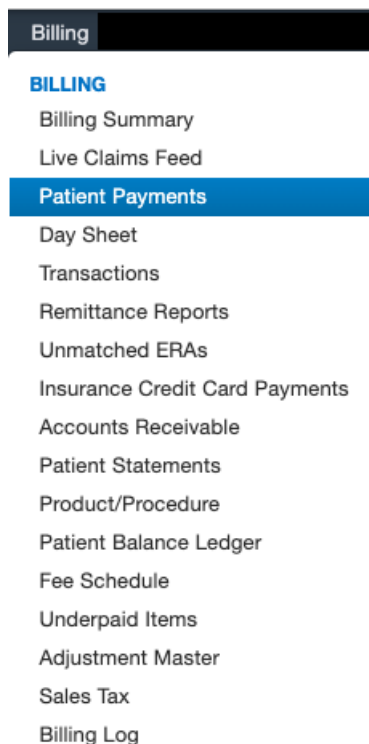 Billing
BILLING
Billing Summary
Live Claims Feed
Patient Payments
Day Sheet
Transactions
Remittance Reports
Unmatched ERAs
Insurance Credit Card Payments
Accounts Receivable
Patient Statements
Product/Procedure
Patient Balance Ledger
Fee Schedule
Underpaid Items
Adjustment Master
Sales Tax
Billing Log